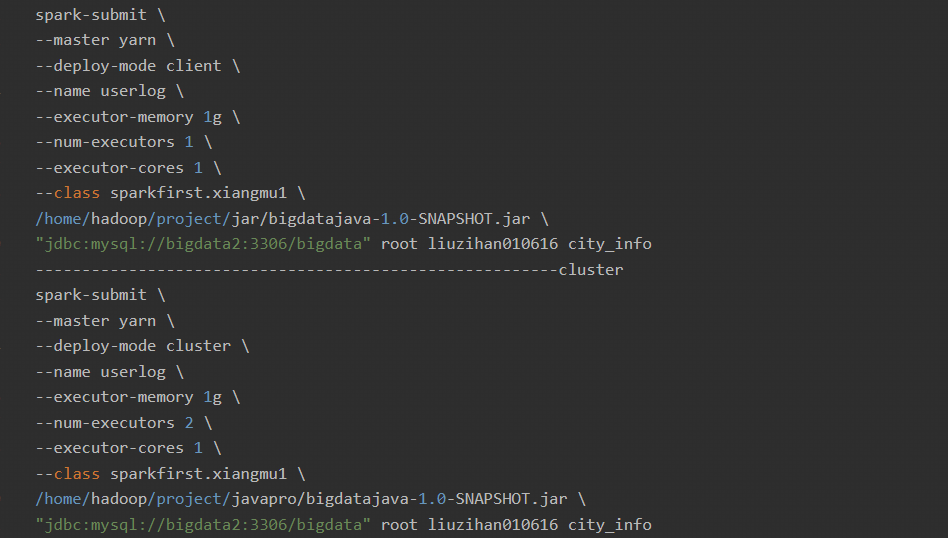 spark-submit \
--master yarn \
--deploy-mode client \
--name userlog \
--executor-memory 1g \
--num-executors 1 \
--executor-cores 1 \
--class sparkfirst.xiangmu1 \
/home/hadoop/project/jar/bigdatajava-1.0-SNAPSHOT.jar \
"jdbc:mysql://bigdata2:3306/bigdata" root liuzihan010616 city_info
--------------------------------------------------------cluster
spark-submit \
--master yarn \
--deploy-mode cluster \
--name userlog \
--executor-memory 1g \
--num-executors 2 \
--executor-cores 1 \
--class sparkfirst.xiangmu1 \
/home/hadoop/project/javapro/bigdatajava-1.0-SNAPSHOT.jar \
"jdbc:mysql://bigdata2:3306/bigdata" root liuzihan010616 city_info